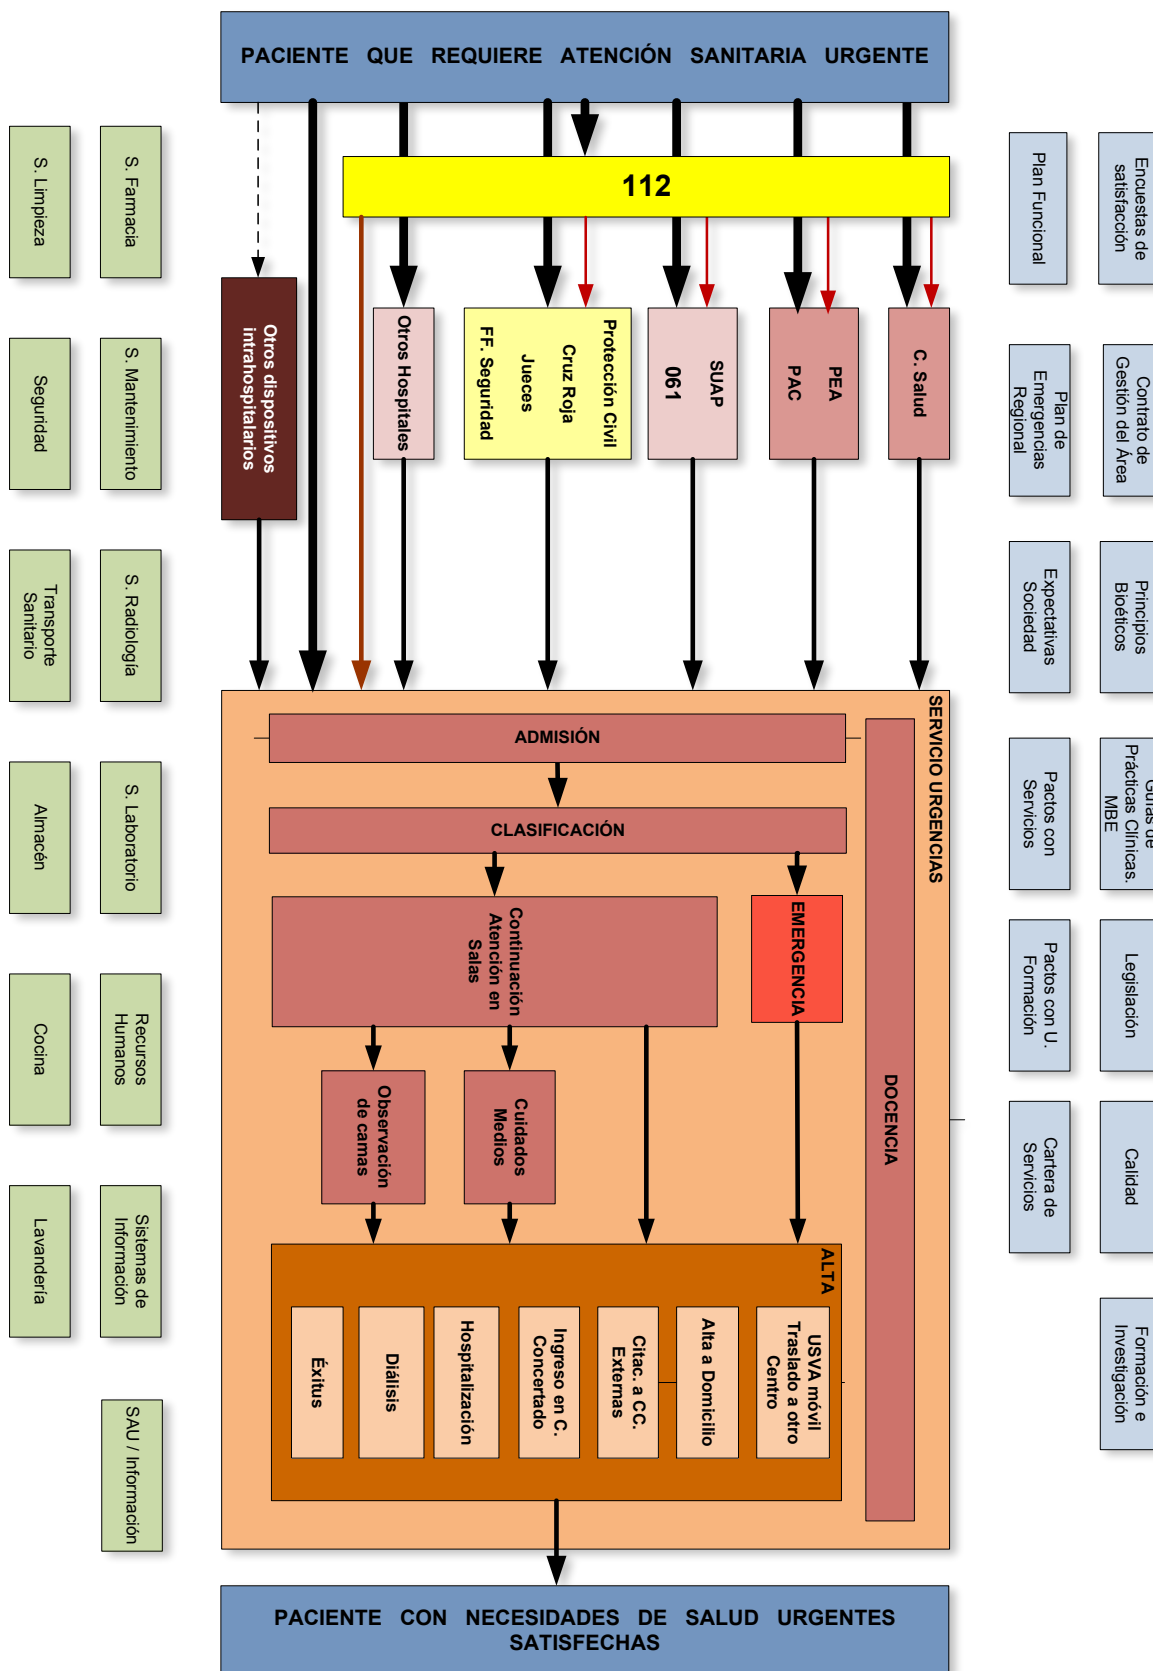 PACIENTE QUE REQUIERE ATENCIÓN SANITARIA URGENTE
112
S. Limpieza
S. Farmacia
Seguridad
S. Mantenimiento
Transporte
Sanitario
S. Radiología
Almacén
S. Laboratorio
Cocina
Recursos
Humanos
Lavandería
Sistemas de
Información
SAU / Información
Otros dispositivos
intrahospitalarios
Otros Hospitales
Protección Civil
Cruz Roja
Jueces
FF. Seguridad
SUAP
061
PEA
PAC
C. Salud
Plan Funcional
Encuestas de
satisfacción
Plan de
Emergencias
Regional
Contrato de
Gestión del Área
Expectativas
Sociedad
Principios
Bioéticos
Pactos con
Servicios
Guías de
Prácticas Clínicas.
MBE
Pactos con U.
Formación
Legislación
Cartera de
Servicios
Calidad
Formación e
Investigación
SERVICIO URGENCIAS
ADMISIÓN
CLASIFICACIÓN
DOCENCIA
Continuación
Atención en
Salas
EMERGENCIA
Observación
de camas
Cuidados
Medios
ALTA
Éxitus
Diálisis
Hospitalización
Ingreso en C.
Concertado
Citac. a CC.
Externas
Alta a Domicilio
USVA móvil
Traslado a otro
Centro
PACIENTE CON NECESIDADES DE SALUD URGENTES
SATISFECHAS